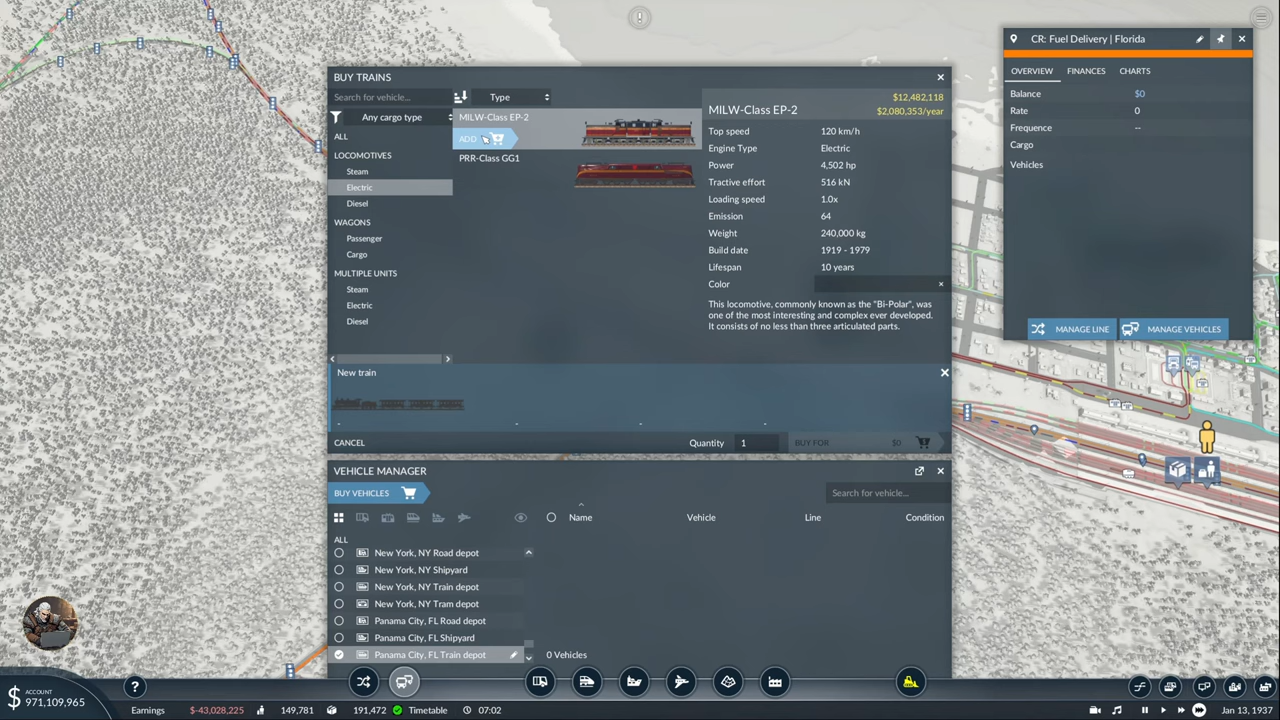 BUY TRAINS
Search for vehicle...
Type
Any cargo type
ALL
LOCOMOTIVES
Steam
Electric
Diesel
WAGONS
Passenger
Cargo
MULTIPLE UNITS
Steam
Electric
Diesel
MILW-Class EP-2
ADD
PRR-Class GG1
$12,482,118
MILW-Class EP-2
$2,080,353/year
Top speed 120 km/h
Engine Type Electric
Power 4,502 hp
Tractive effort 516 kN
Loading speed 1.0x
Emission 64
Weight 240,000 kg
Build date 1919 - 1979
Lifespan 10 years
Color
This locomotive, commonly known as the "Bi-Polar", was
one of the most interesting and complex ever developed.
It consists of no less than three articulated parts.
New train
CANCEL
Quantity 1
BUY FOR $0
VEHICLE MANAGER
BUY VEHICLES
Search for vehicle...
Name Vehicle Line Condition
ALL
New York, NY Road depot
New York, NY Shipyard
New York, NY Train depot
New York, NY Tram depot
Panama City, FL Road depot
Panama City, FL Shipyard
Panama City, FL Train depot
0 Vehicles
CR: Fuel Delivery | Florida
OVERVIEW FINANCES CHARTS
Balance $0
Rate 0
Frequency --
Cargo
Vehicles
MANAGE LINE
MANAGE VEHICLES
$ ACCOUNT
971,109,965
?
Earnings $-43,028,225
149,781
191,472
Timetable
07:02
Jan 13, 1937